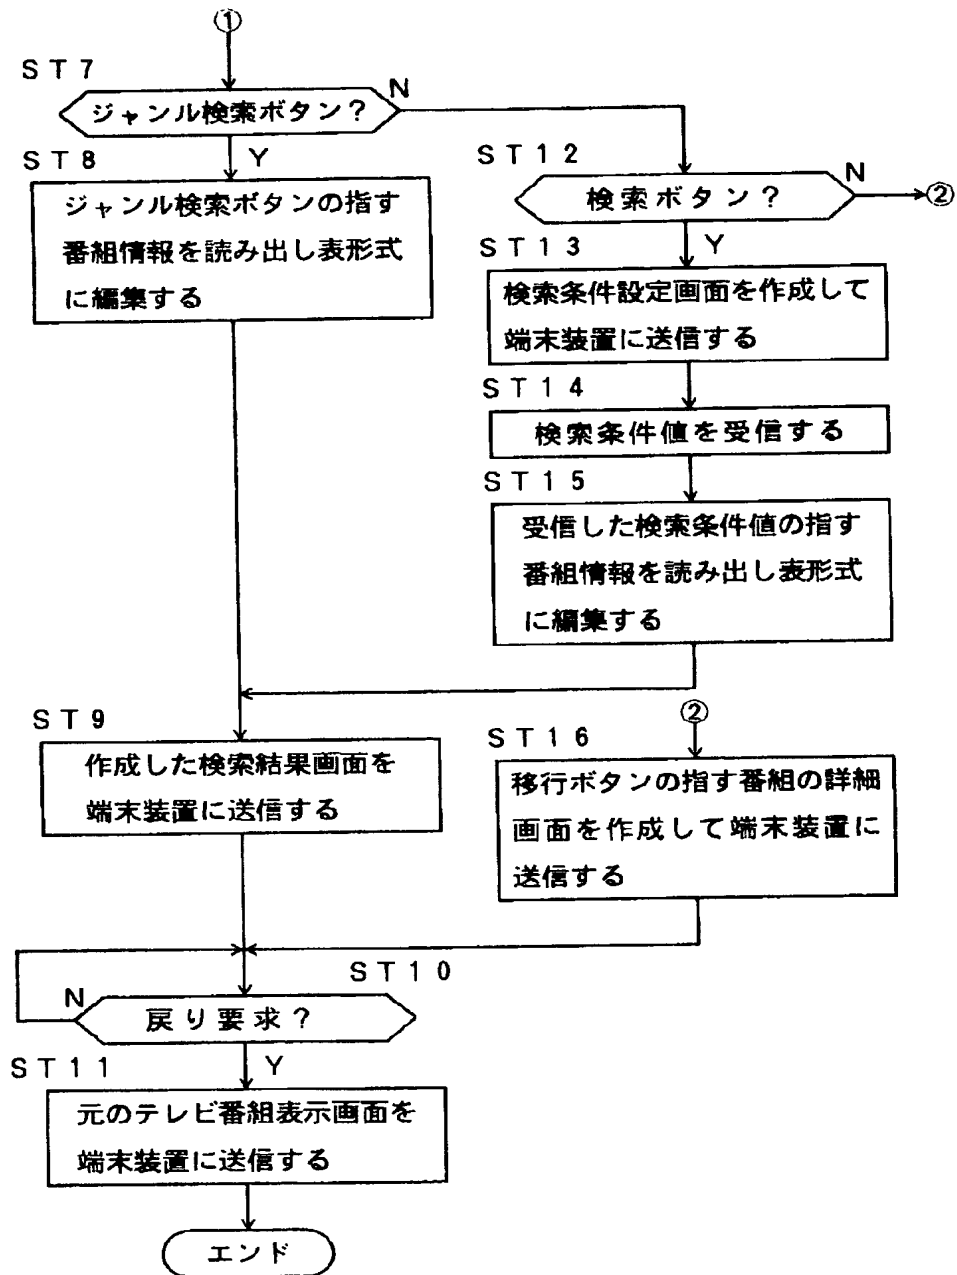 ①
ST7
ジャンル検索ボタン?
N
Y
ST8
ジャンル検索ボタンの指す
番組情報を読み出し表形式
に編集する
ST12
検索ボタン?
N
②
Y
ST13
検索条件設定画面を作成して
端末装置に送信する
ST14
検索条件値を受信する
ST15
受信した検索条件値の指す
番組情報を読み出し表形式
に編集する
ST9
作成した検索結果画面を
端末装置に送信する
②
ST16
移行ボタンの指す番組の詳細
画面を作成して端末装置に
送信する
ST10
N
戻り要求?
Y
ST11
元のテレビ番組表示画面を
端末装置に送信する
エンド